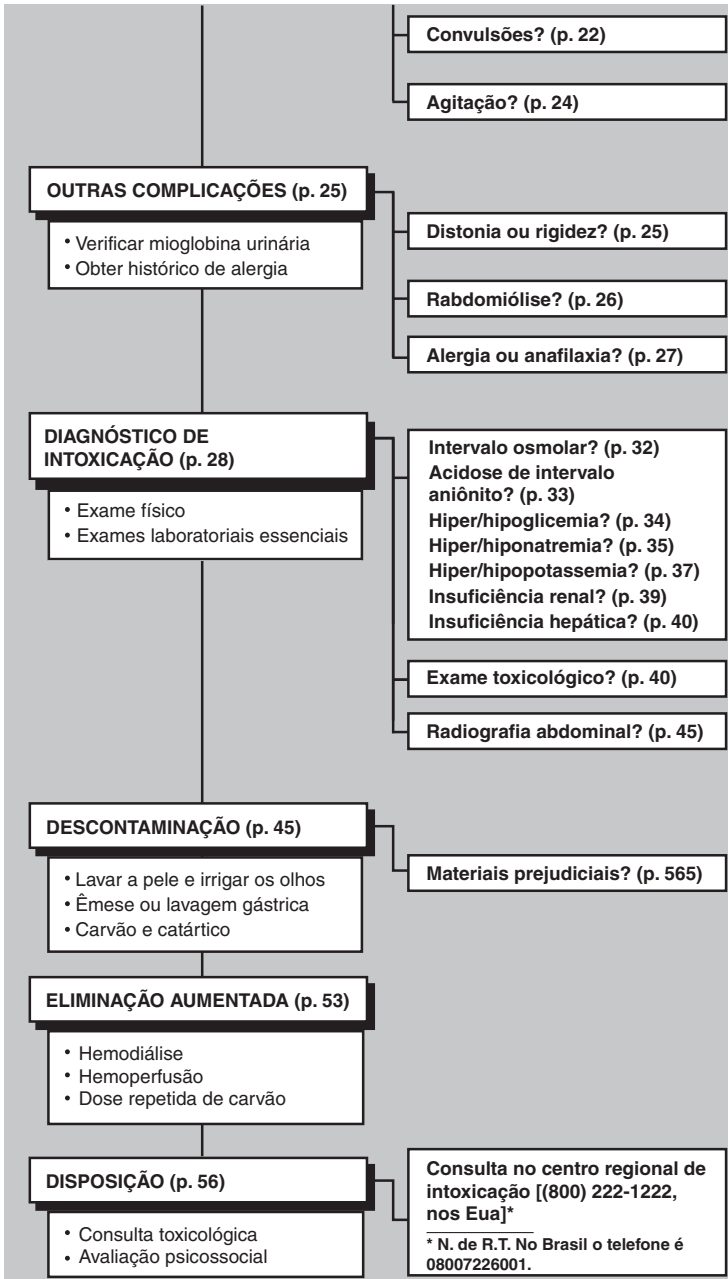 Convulsões? (p. 22)
Agitação? (p. 24)
OUTRAS COMPLICAÇÕES (p. 25)
• Verificar mioglobina urinária
• Obter histórico de alergia
Distonia ou rigidez? (p. 25)
Rabdomiólise? (p. 26)
Alergia ou anafilaxia? (p. 27)
DIAGNÓSTICO DE
INTOXICAÇÃO (p. 28)
• Exame físico
• Exames laboratoriais essenciais
Intervalo osmolar? (p. 32)
Acidose de intervalo
aniônito? (p. 33)
Hiper/hipoglicemia? (p. 34)
Hiper/hiponatremia? (p. 35)
Hiper/hipopotassemia? (p. 37)
Insuficiência renal? (p. 39)
Insuficiência hepática? (p. 40)
Exame toxicológico? (p. 40)
Radiografia abdominal? (p. 45)
DESCONTAMINAÇÃO (p. 45)
• Lavar a pele e irrigar os olhos
• Êmese ou lavagem gástrica
• Carvão e catártico
Materiais prejudiciais? (p. 565)
ELIMINAÇÃO AUMENTADA (p. 53)
• Hemodiálise
• Hemoperfusão
• Dose repetida de carvão
DISPOSIÇÃO (p. 56)
• Consulta toxicológica
• Avaliação psicossocial
Consulta no centro regional de
intoxicação [(800) 222-1222,
nos Eua]*
* N. de R.T. No Brasil o telefone é
08007226001.